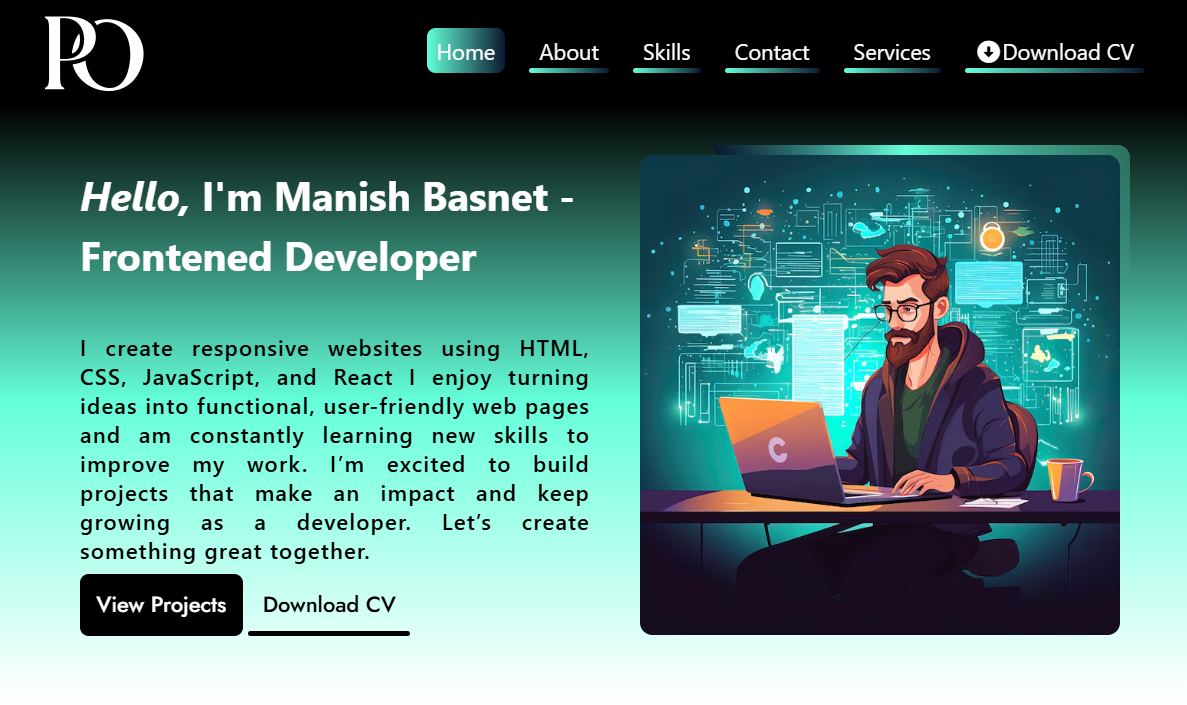 PO
Home About Skills Contact Services Download CV
Hello, I'm Manish Basnet -
Frontened Developer
I create responsive websites using HTML,
CSS, JavaScript, and React I enjoy turning
ideas into functional, user-friendly web pages
and am constantly learning new skills to
improve my work. I’m excited to build
projects that make an impact and keep
growing as a developer. Let’s create
something great together.
C
View Projects Download CV